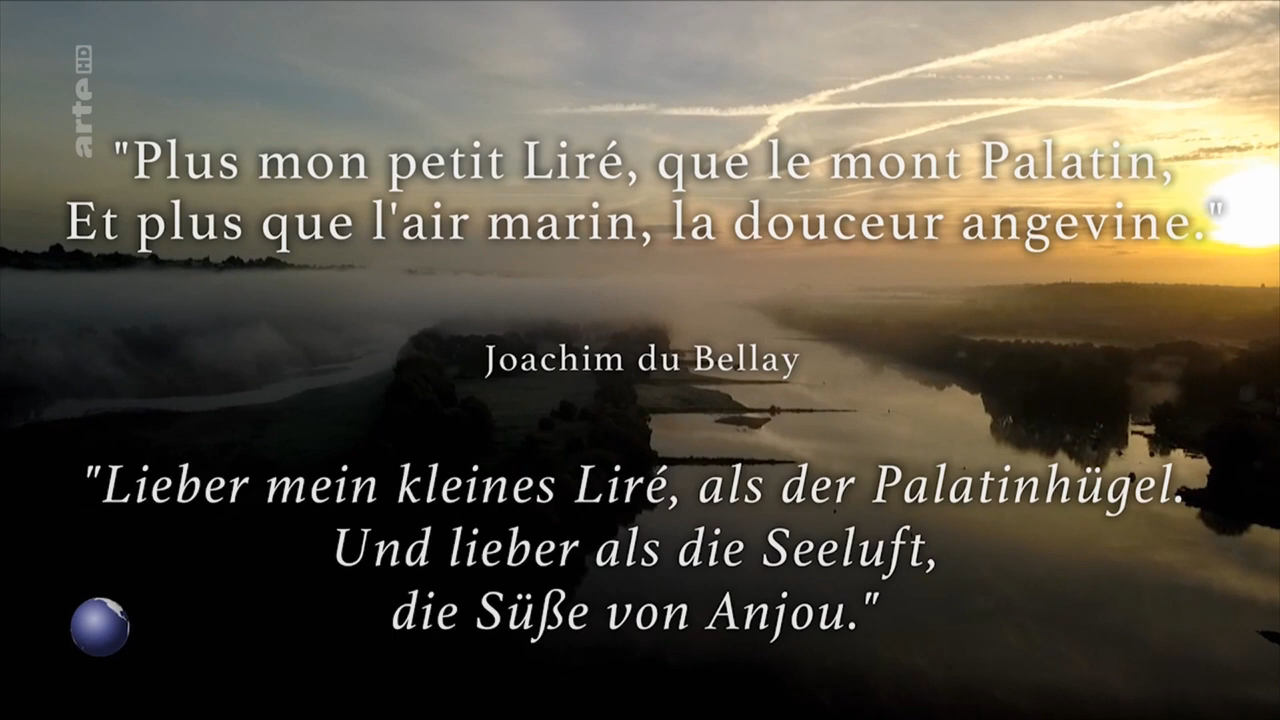 arte HD
"Plus mon petit Liré, que le mont Palatin,
Et plus que l'air marin, la douceur angevine."
Joachim du Bellay
"Lieber mein kleines Liré, als der Palatinhügel.
Und lieber als die Seeluft,
die Süße von Anjou."